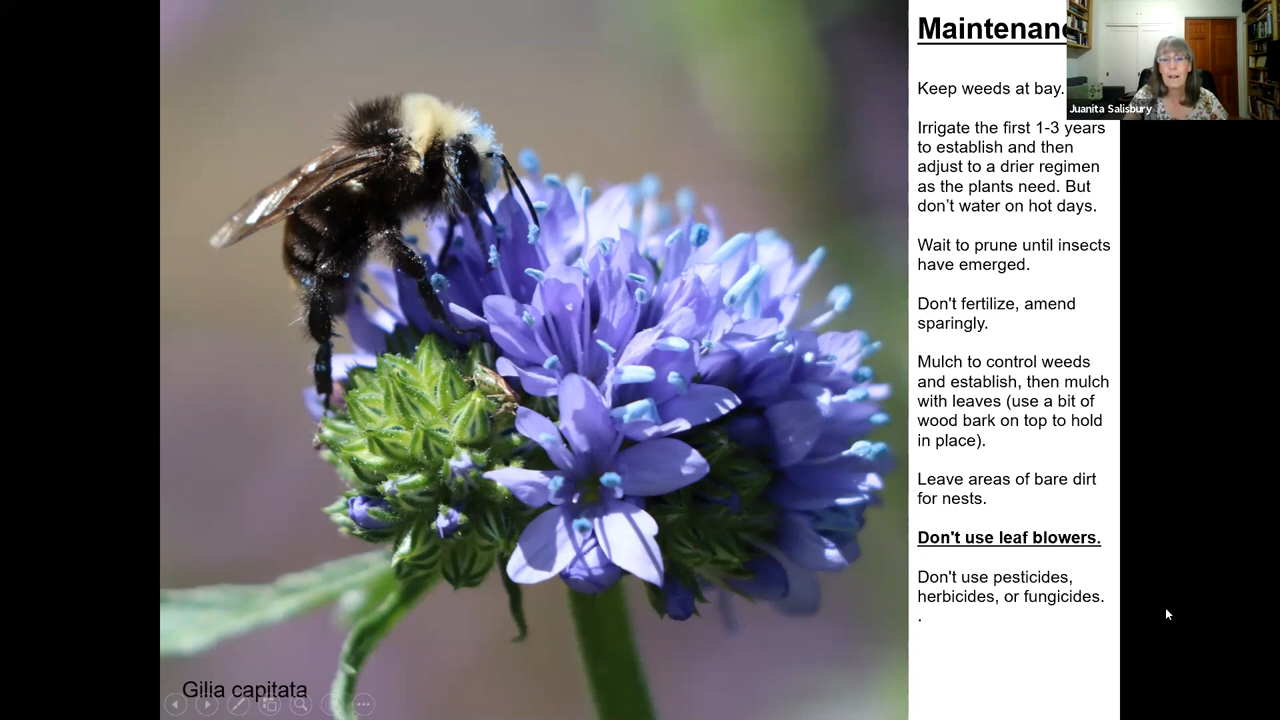 Maintenanc
Juanita Salisbury
Keep weeds at bay.
Irrigate the first 1-3 years
to establish and then
adjust to a drier regimen
as the plants need. But
don’t water on hot days.
Wait to prune until insects
have emerged.
Don't fertilize, amend
sparingly.
Mulch to control weeds
and establish, then mulch
with leaves (use a bit of
wood bark on top to hold
in place).
Leave areas of bare dirt
for nests.
Don't use leaf blowers.
Don't use pesticides,
herbicides, or fungicides.
.
Gilia capitata